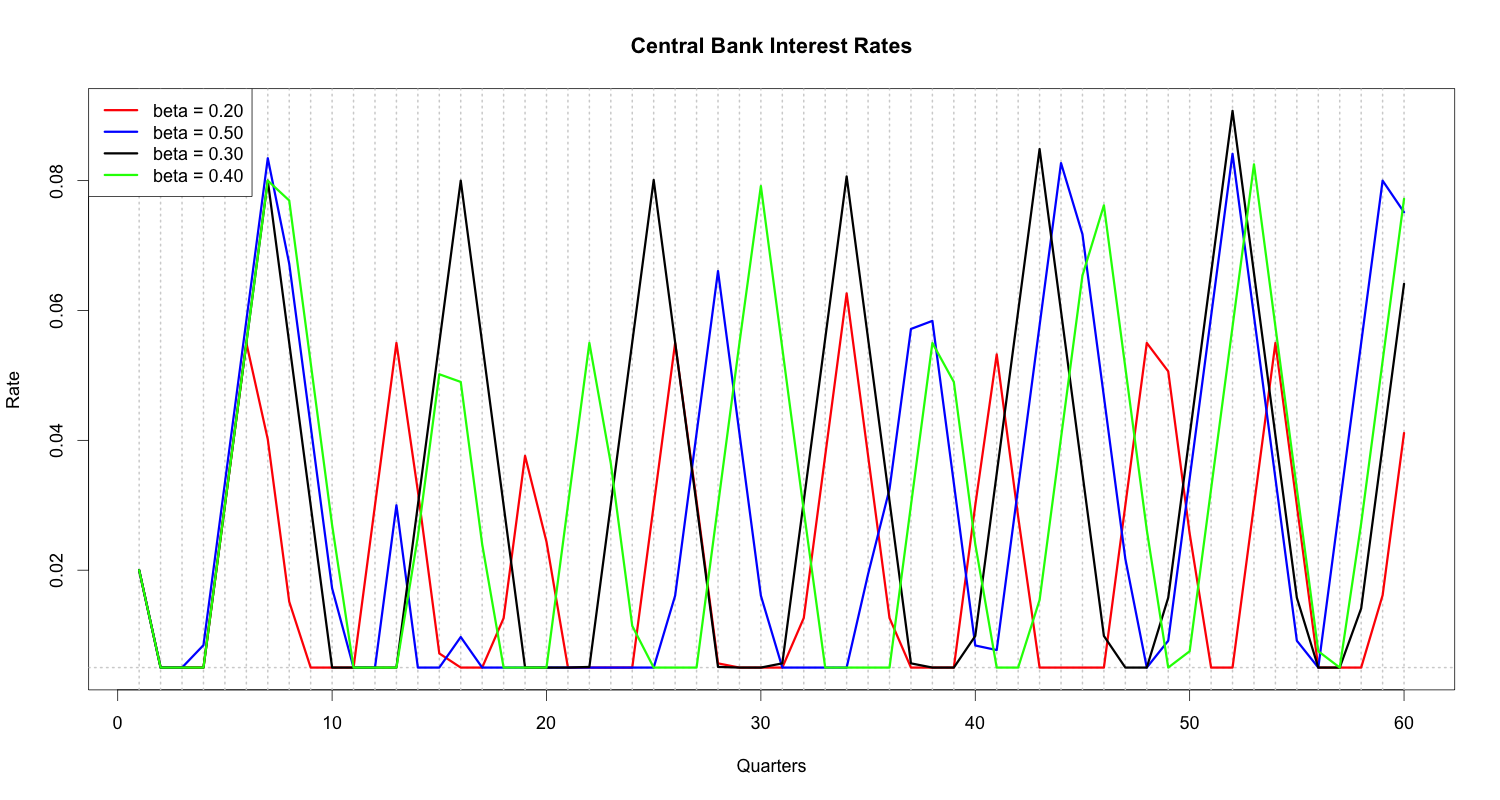 Central Bank Interest Rates
beta = 0.20
beta = 0.50
beta = 0.30
beta = 0.40
0.08
0.06
0.04
0.02
Rate
0 10 20 30 40 50 60
Quarters